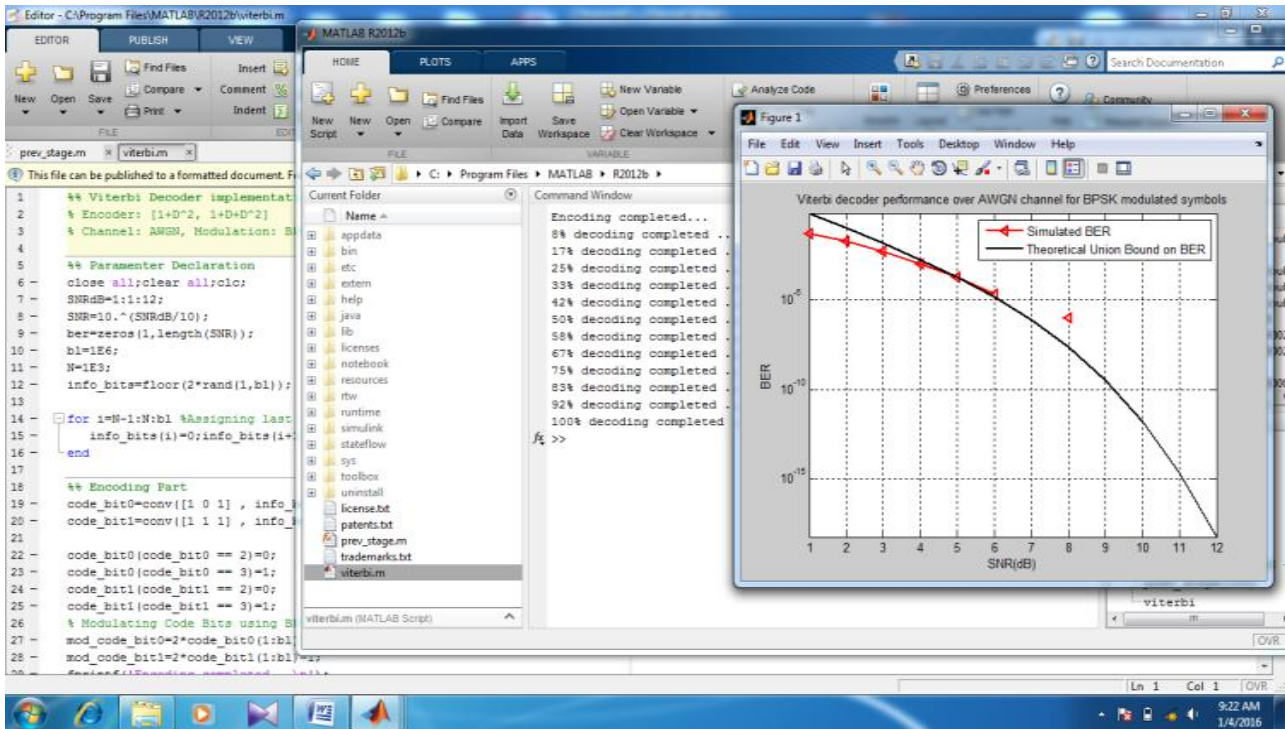 Editor - C:\Program Files\MATLAB\R2012b\viterbi.m
EDITOR PUBLISH VIEW
New Open Save
Find Files
Compare
Print
Insert
Comment
Indent
FILE
prev_stage.m × viterbi.m ×
This file can be published to a formatted document.
1 %% Viterbi Decoder
2 % Encoder: [1+D^2, 1+D+D^2]
3 % Channel: AWGN, Modulation:
4
5 %% Paramenter Declaration
6 close all;clear all;clc;
7 SNRdB=1:1:12;
8 SNR=10.^(SNRdB/10);
9 ber=zeros(1,length(SNR));
10 bl=1E6;
11 N=1E3;
12 info_bits=floor(2*rand(1,bl));
13
14 for i=N-1:N:bl %Assigning last
15 info_bits(i)=0;info_bits(i+
16 end
17
18 %% Encoding Part
19 code_bit0=conv([1 0 1] ,
20 code_bit1=conv([1 1 1] ,
21
22 code_bit0(code_bit0 == 2)=0;
23 code_bit0(code_bit0 == 3)=1;
24 code_bit1(code_bit1 == 2)=0;
25 code_bit1(code_bit1 == 3)=1;
26 % Modulating Code Bits using
27 mod_code_bit0=2*code_bit0(1:bl
28 mod_code_bit1=2*code_bit1(1:bl)-1;
MATLAB R2012b
HOME PLOTS APPS
Search Documentation
New Script
New
Open
Find Files
Compare
Import Data
Save Workspace
New Variable
Open Variable
Clear Workspace
Analyze Code
Preferences
Community
FILE VARIABLE
C: Program Files MATLAB R2012b
Current Folder
Name
appdata
bin
etc
extern
help
java
lib
licenses
notebook
resources
rtw
runtime
simulink
stateflow
sys
toolbox
uninstall
license.txt
patents.txt
prev_stage.m
trademarks.txt
viterbi.m
viterbi.m (MATLAB Script)
Command Window
Encoding completed...
8% decoding completed ..
17% decoding completed .
25% decoding completed .
33% decoding completed .
42% decoding completed .
50% decoding completed .
58% decoding completed .
67% decoding completed .
75% decoding completed .
83% decoding completed .
92% decoding completed .
100% decoding completed
fx >>
Figure 1
File Edit View Insert Tools Desktop Window Help
Viterbi decoder performance over AWGN channel for BPSK modulated symbols
Simulated BER
Theoretical Union Bound on BER
BER
10^-5
10^-10
10^-15
1 2 3 4 5 6 7 8 9 10 11 12
SNR(dB)
viterbi
OVR
Ln 1 Col 1 OVR
9:22 AM
1/4/2016